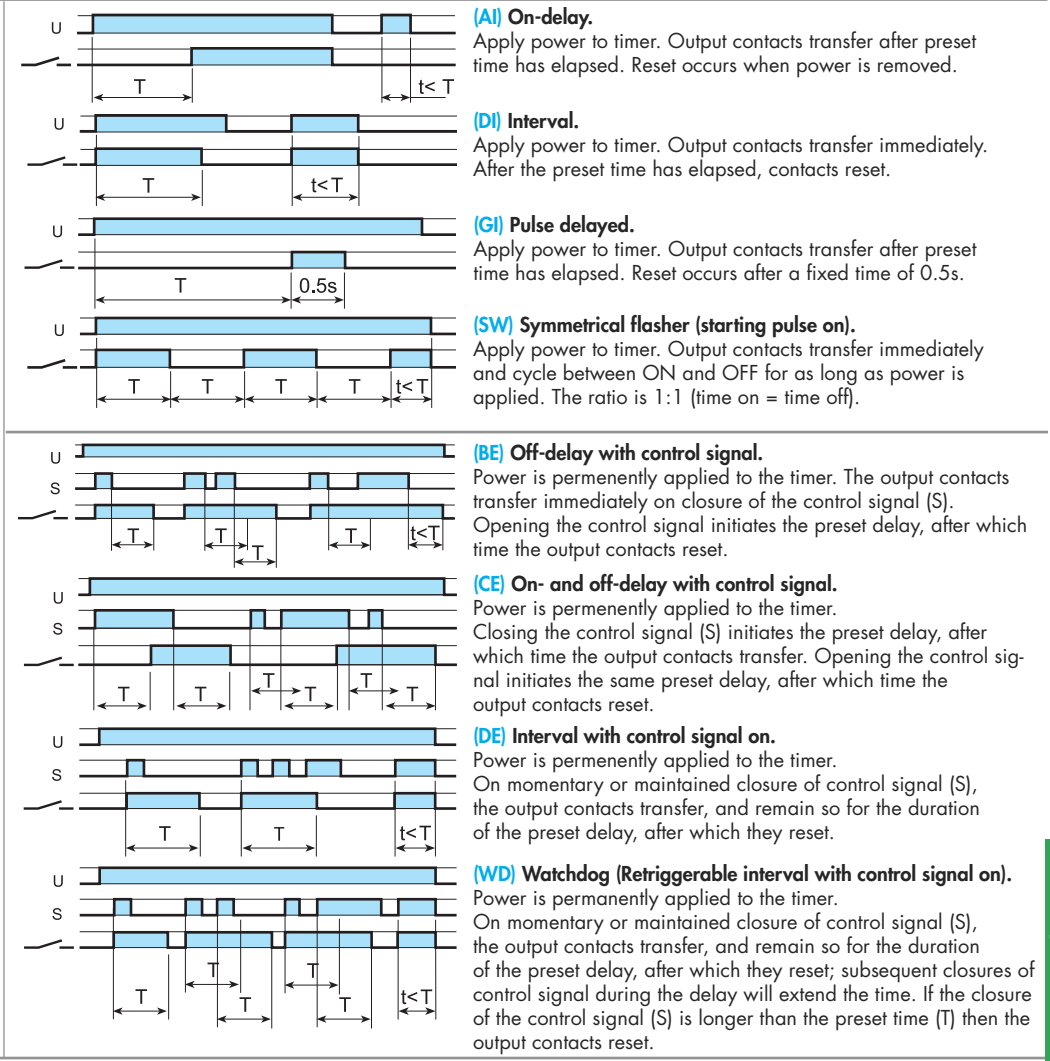 U
T
t< T
(AI) On-delay.
Apply power to timer. Output contacts transfer after preset
time has elapsed. Reset occurs when power is removed.
U
T
t<T
(DI) Interval.
Apply power to timer. Output contacts transfer immediately.
After the preset time has elapsed, contacts reset.
U
T
0.5s
(GI) Pulse delayed.
Apply power to timer. Output contacts transfer after preset
time has elapsed. Reset occurs after a fixed time of 0.5s.
U
T T T T t<T
(SW) Symmetrical flasher (starting pulse on).
Apply power to timer. Output contacts transfer immediately
and cycle between ON and OFF for as long as power is
applied. The ratio is 1:1 (time on = time off).
U
S
T T T t<T
T
(BE) Off-delay with control signal.
Power is permenently applied to the timer. The output contacts
transfer immediately on closure of the control signal (S).
Opening the control signal initiates the preset delay, after which
time the output contacts reset.
U
S
T T
T T T T
(CE) On- and off-delay with control signal.
Power is permenently applied to the timer.
Closing the control signal (S) initiates the preset delay, after
which time the output contacts transfer. Opening the control sig-
nal initiates the same preset delay, after which time the
output contacts reset.
U
S
T T t<T
(DE) Interval with control signal on.
Power is permenently applied to the timer.
On momentary or maintained closure of control signal (S),
the output contacts transfer, and remain so for the duration
of the preset delay, after which they reset.
U
S
T T
T T T t<T
(WD) Watchdog (Retriggerable interval with control signal on).
Power is permanently applied to the timer.
On momentary or maintained closure of control signal (S),
the output contacts transfer, and remain so for the duration
of the preset delay, after which they reset; subsequent closures of
control signal during the delay will extend the time. If the closure
of the control signal (S) is longer than the preset time (T) then the
output contacts reset.